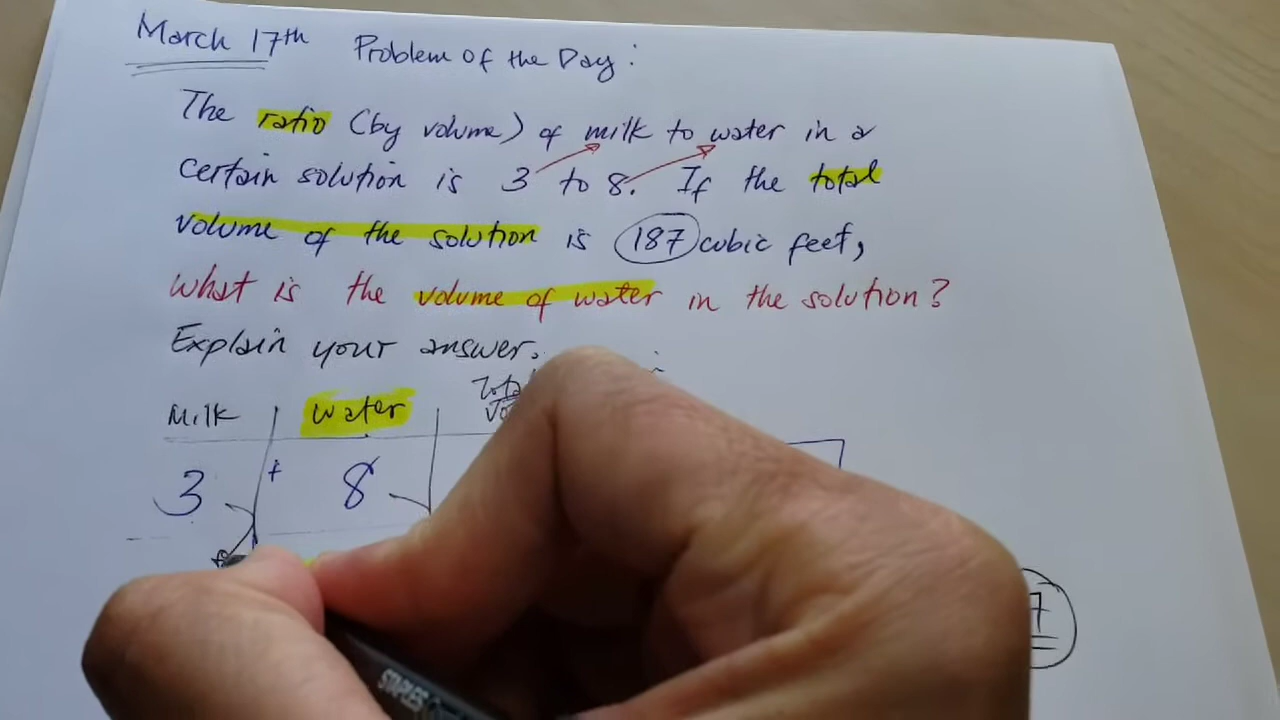 March 17th Problem of the Day:
The ratio (by volume) of milk to water in a
certain solution is 3 to 8. If the total
volume of the solution is 187 cubic feet,
what is the volume of water in the solution?
Explain your answer.
Milk Water
3 + 8
7
STAPLES